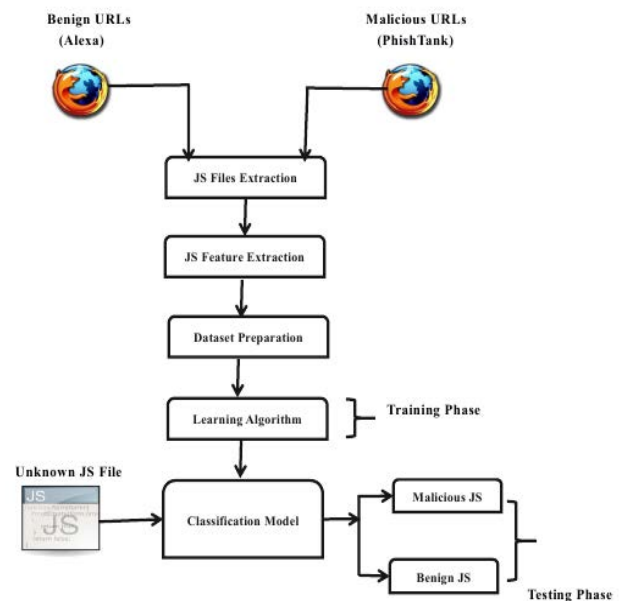 Benign URLs
(Alexa)
Malicious URLs
(PhishTank)
JS Files Extraction
JS Feature Extraction
Dataset Preparation
Learning Algorithm
Training Phase
Unknown JS File
JS
JS
Classification Model
Malicious JS
Benign JS
Testing Phase